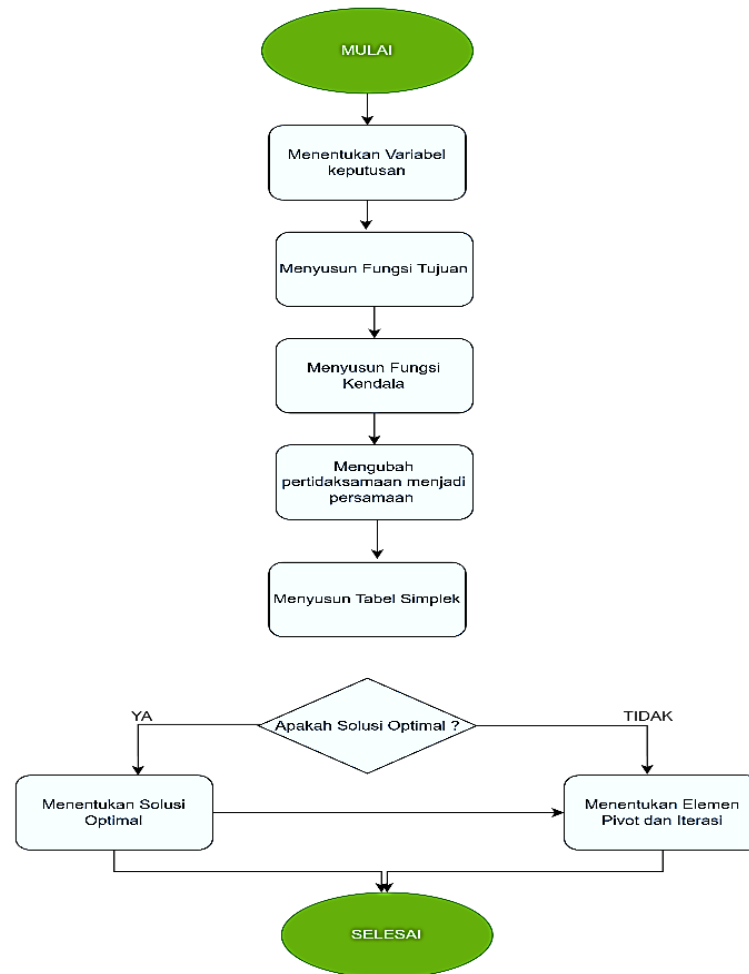 MULAI
Menentukan Variabel
keputusan
Menyusun Fungsi Tujuan
Menyusun Fungsi
Kendala
Mengubah
pertidaksamaan menjadi
persamaan
Menyusun Tabel Simplek
Apakah Solusi Optimal ?
YA
TIDAK
Menentukan Solusi
Optimal
Menentukan Elemen
Pivot dan Iterasi
SELESAI